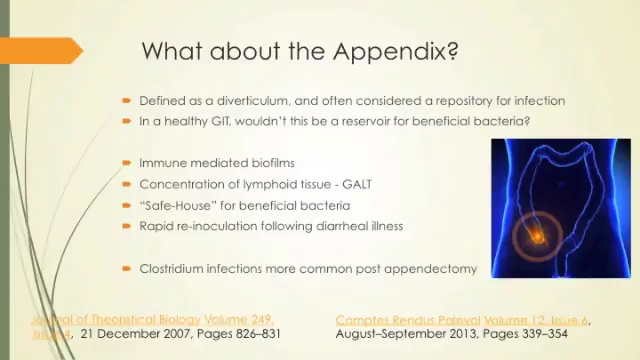 What about the Appendix?
Defined as a diverticulum, and often considered a repository for infection
In a healthy GIT, wouldn't this be a reservoir for beneficial bacteria?
Immune mediated biofilms
Concentration of lymphoid tissue - GALT
"Safe-House" for beneficial bacteria
Rapid re-inoculation following diarrheal illness
Clostridium infections more common post appendectomy
Journal of Theoretical Biology Volume 249,
Issue 4, 21 December 2007, Pages 826–831
Comptes Rendus Palevol Volume 12, Issue 6,
August–September 2013, Pages 339–354